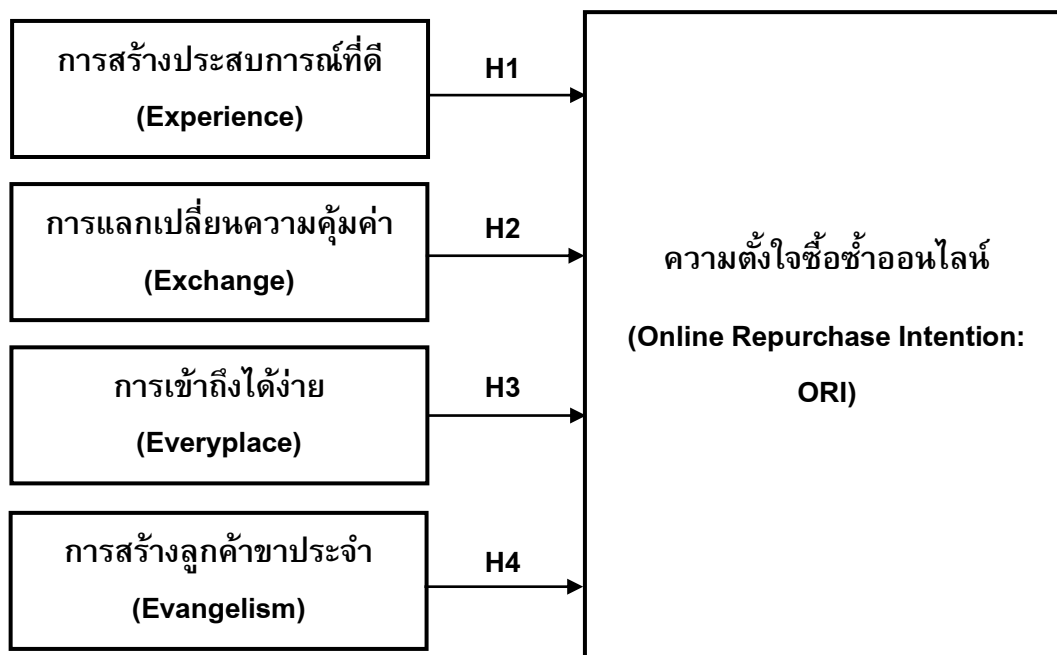 การสร้างประสบการณ์ที่ดี
(Experience)
H1
การแลกเปลี่ยนความคุ้มค่า
(Exchange)
H2
การเข้าถึงได้ง่าย
(Everyplace)
H3
การสร้างลูกค้าขาประจำ
(Evangelism)
H4
ความตั้งใจซื้อซ้ำออนไลน์
(Online Repurchase Intention:
ORI)